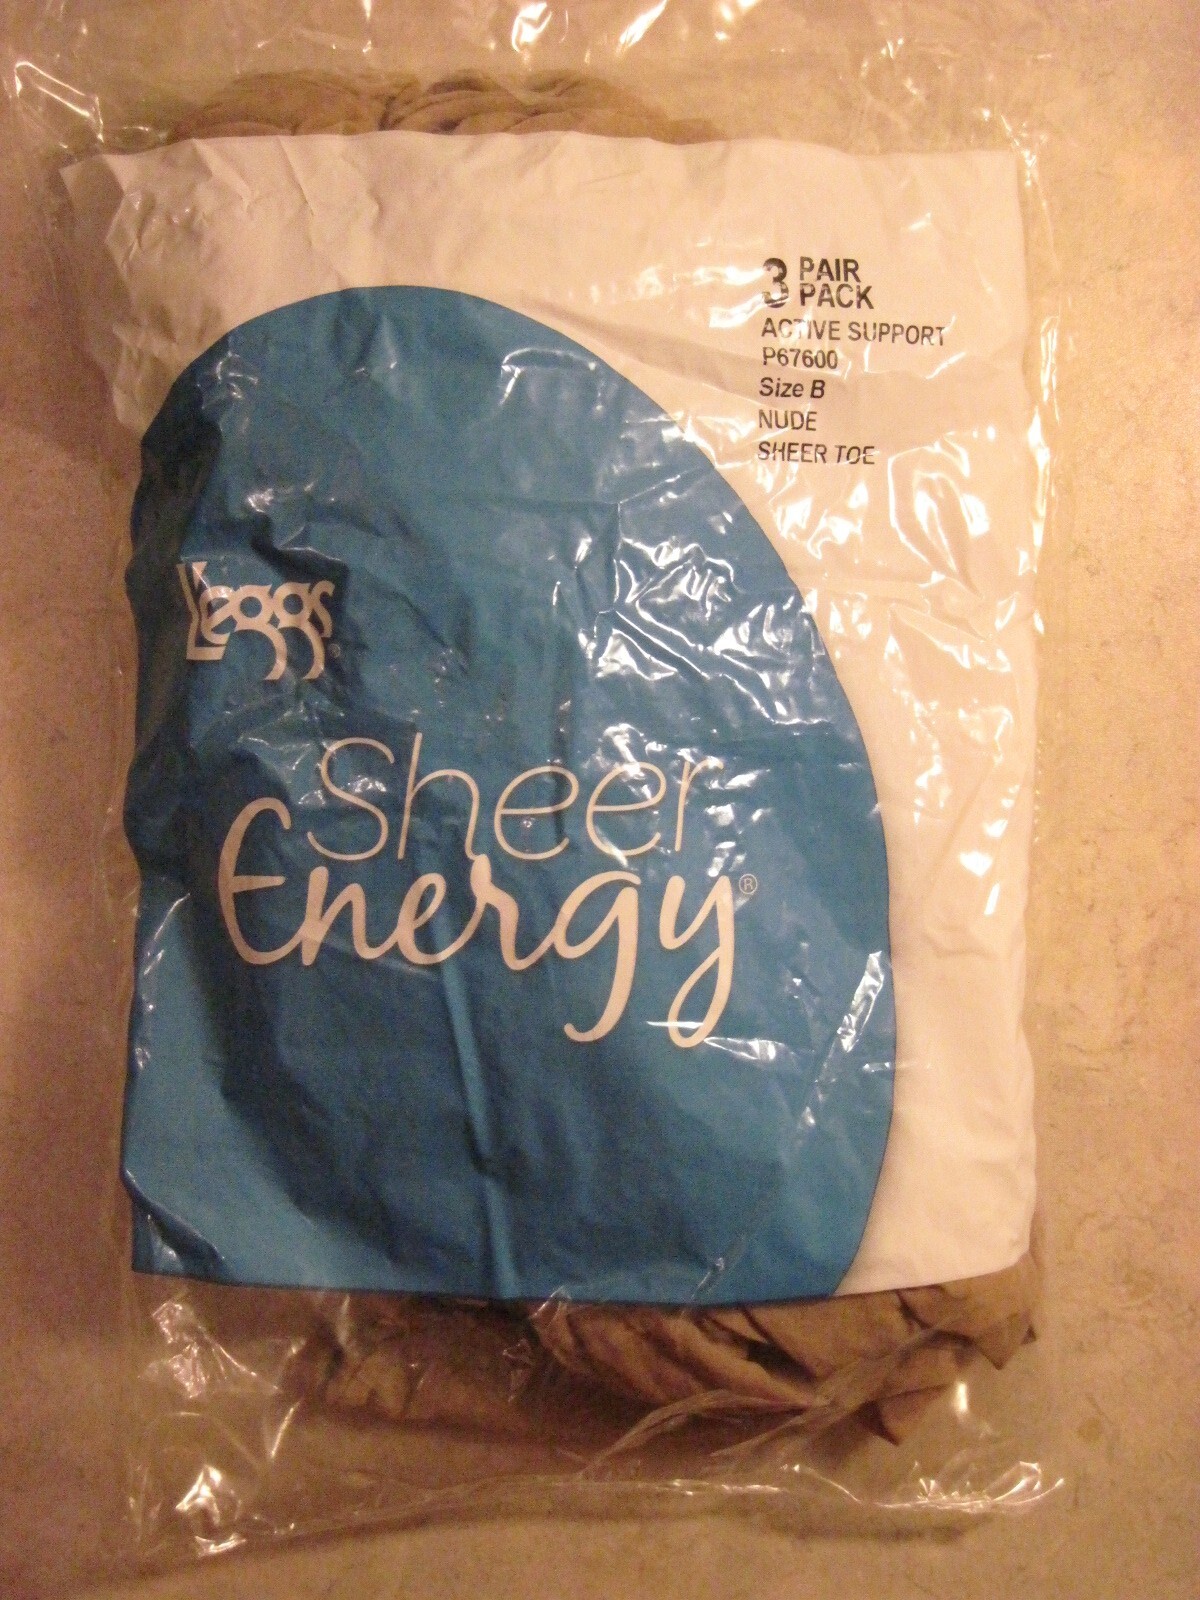 3 PAIR
PACK
ACTIVE SUPPORT
P67600
Size B
NUDE
SHEER TOE
L'eggs®
Sheer
Energy®